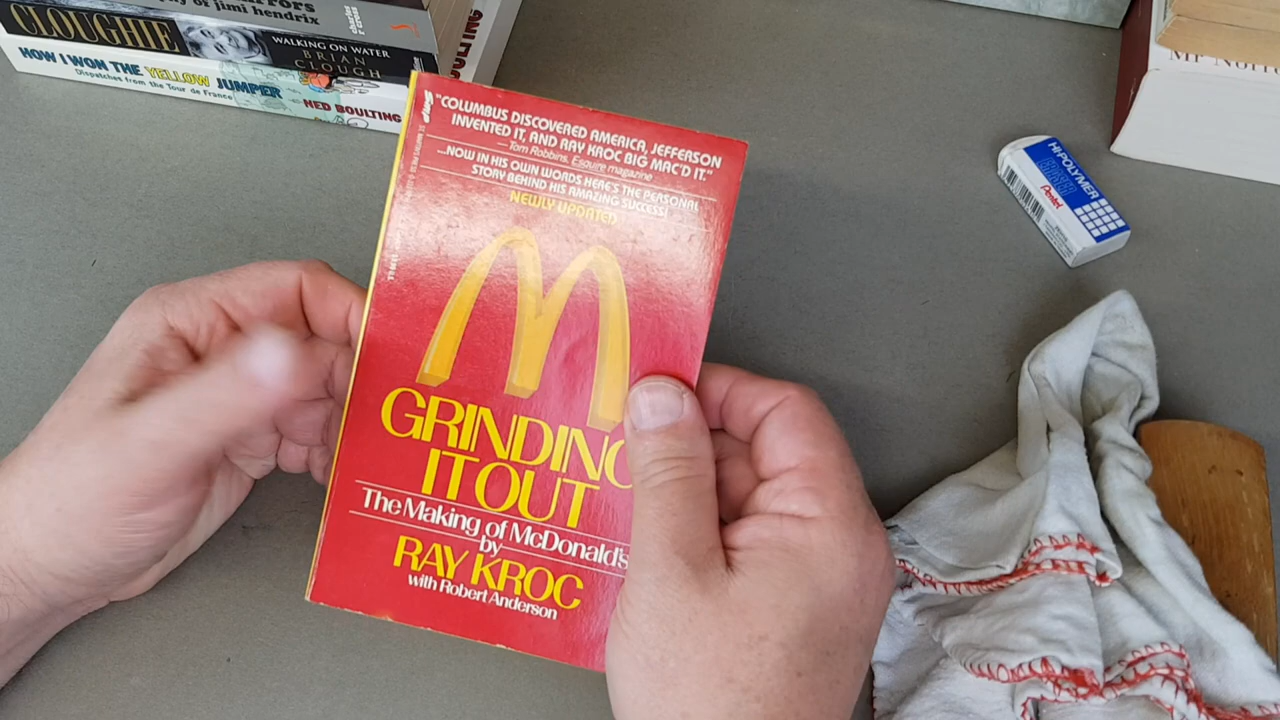 of jimi hendrix
CLOUGHIE
WALKING ON WATER
BRIAN
CLOUGH
HOW I WON THE YELLOW JUMPER
Dispatches from the Tour de France
NED BOULTING
"COLUMBUS DISCOVERED AMERICA, JEFFERSON
INVENTED IT, AND RAY KROC BIG MAC'D IT."
— Tom Robbins, Esquire magazine
...NOW IN HIS OWN WORDS HERE'S THE PERSONAL
STORY BEHIND HIS AMAZING SUCCESS!
NEWLY UPDATED
GRINDING
IT OUT
The Making of McDonald's
by
RAY KROC
with Robert Anderson
HI-POLYMER
ERASER
Pentel